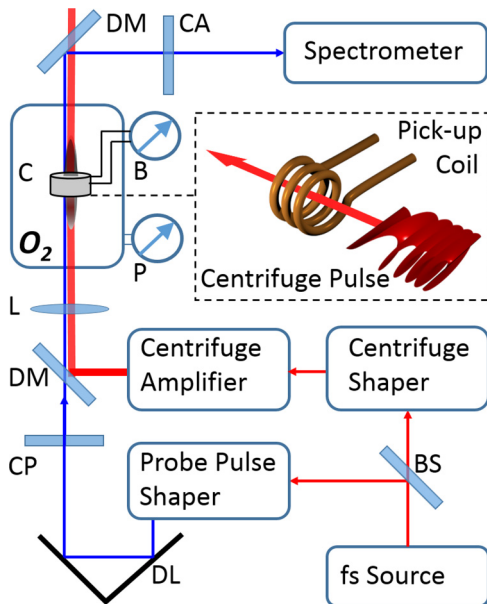 DM
CA
Spectrometer
C
B
Pick-up
Coil
O2
P
Centrifuge Pulse
L
DM
Centrifuge
Amplifier
Centrifuge
Shaper
CP
Probe Pulse
Shaper
BS
DL
fs Source